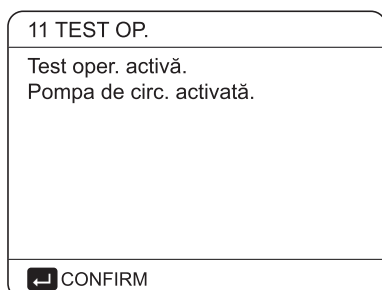 11 TEST OP.
Test oper. activă.
Pompa de circ. activată.
CONFIRM